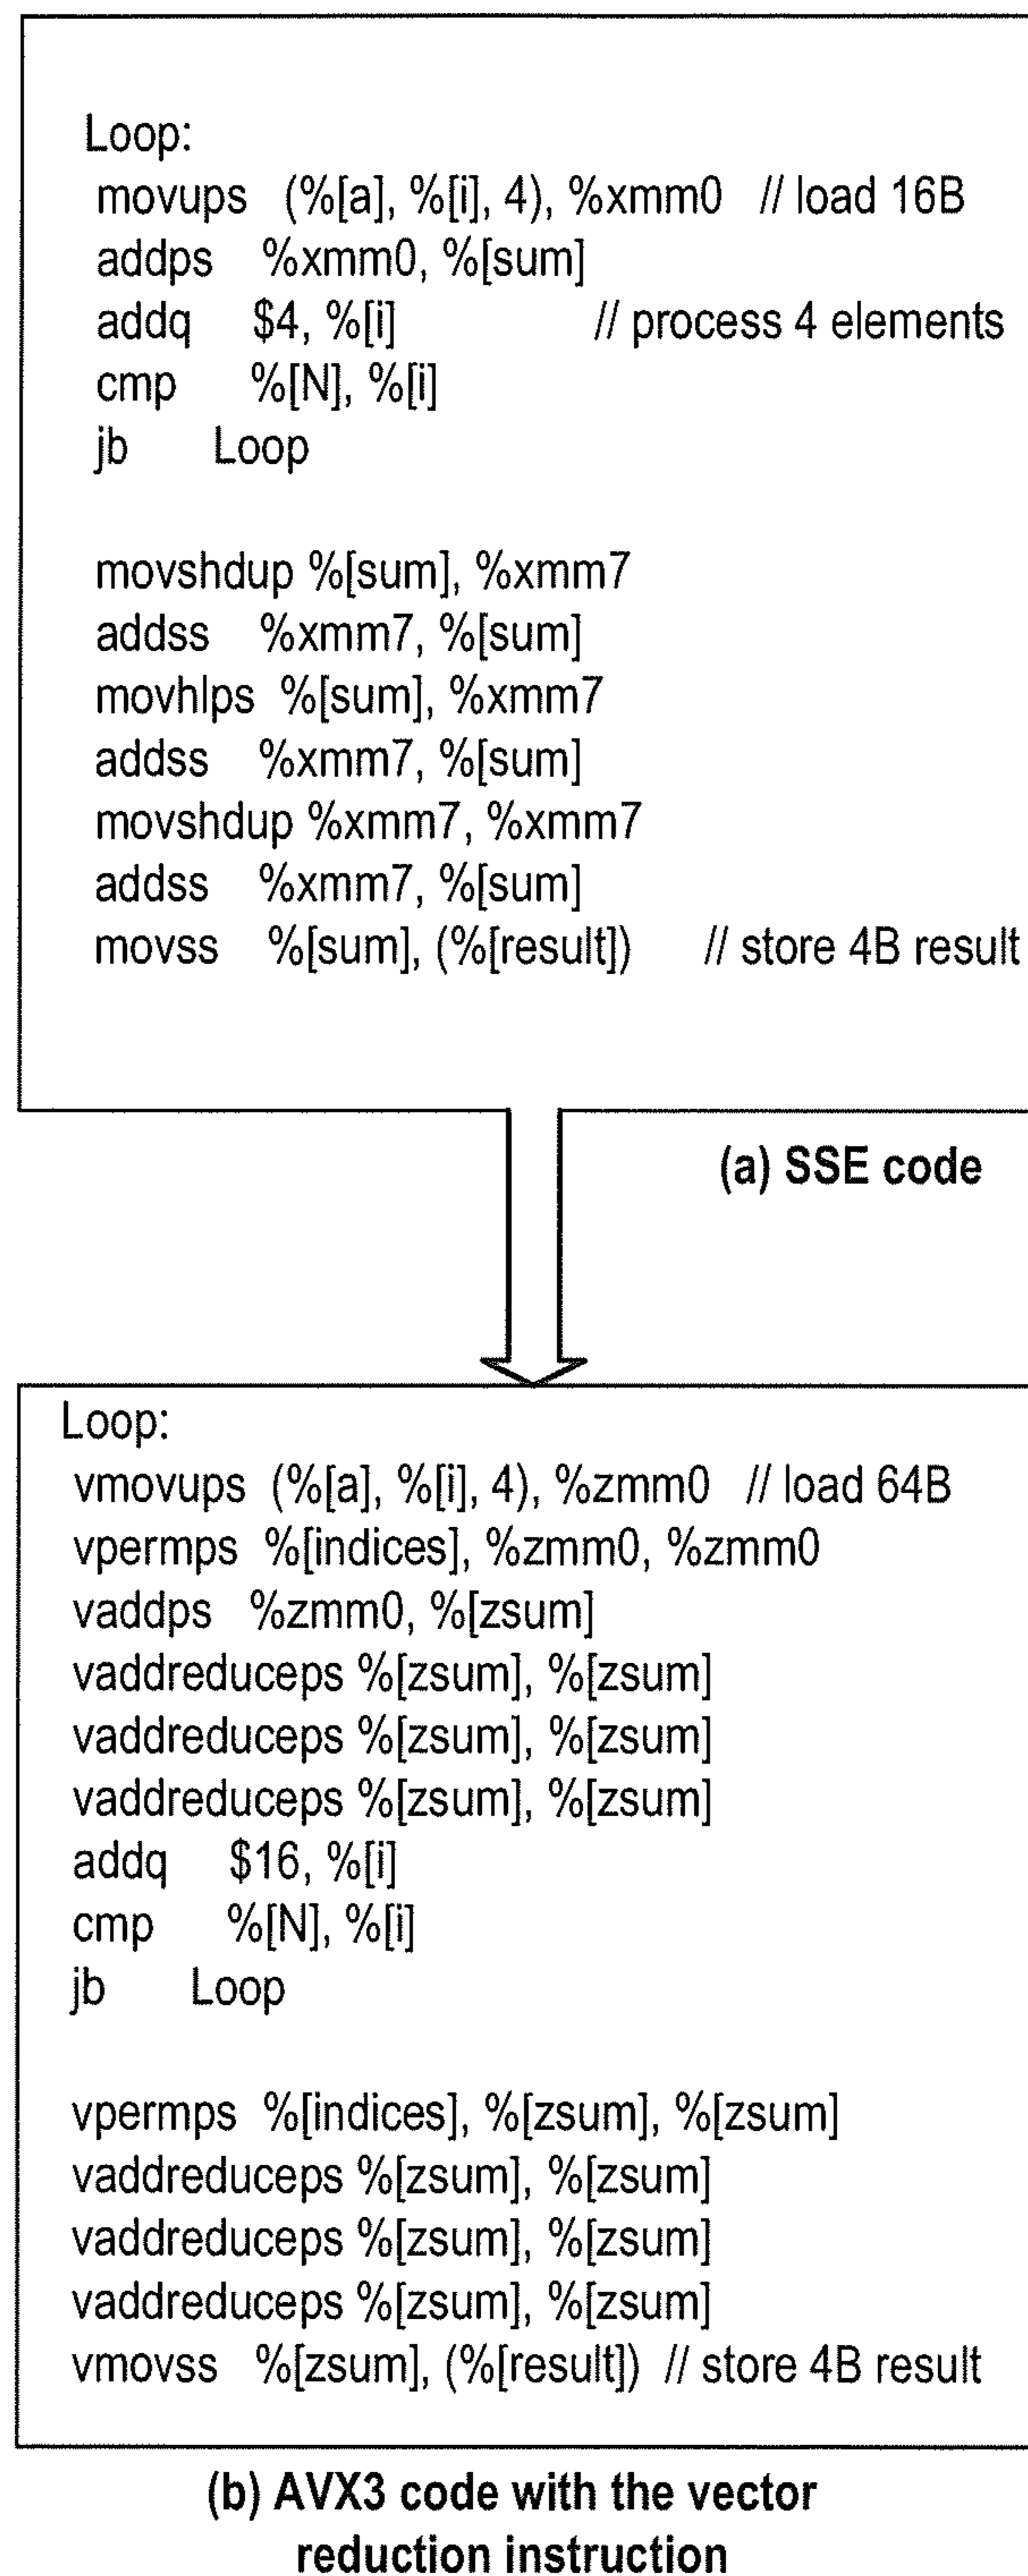 Loop:
movups (%[a], %[i], 4), %xmm0 // load 16B
addps %xmm0, %[sum]
addq $4, %[i] // process 4 elements
cmp %[N], %[i]
jb Loop
movshdup %[sum], %xmm7
addss %xmm7, %[sum]
movhlps %[sum], %xmm7
addss %xmm7, %[sum]
movshdup %xmm7, %xmm7
addss %xmm7, %[sum]
movss %[sum], (%[result]) // store 4B result
(a) SSE code
Loop:
vmovups (%[a], %[i], 4), %zmm0 // load 64B
vpermps %[indices], %zmm0, %zmm0
vaddps %zmm0, %[zsum]
vaddreduceps %[zsum], %[zsum]
vaddreduceps %[zsum], %[zsum]
vaddreduceps %[zsum], %[zsum]
addq $16, %[i]
cmp %[N], %[i]
jb Loop
vpermps %[indices], %[zsum], %[zsum]
vaddreduceps %[zsum], %[zsum]
vaddreduceps %[zsum], %[zsum]
vaddreduceps %[zsum], %[zsum]
vmovss %[zsum], (%[result]) // store 4B result
(b) AVX3 code with the vector
reduction instruction